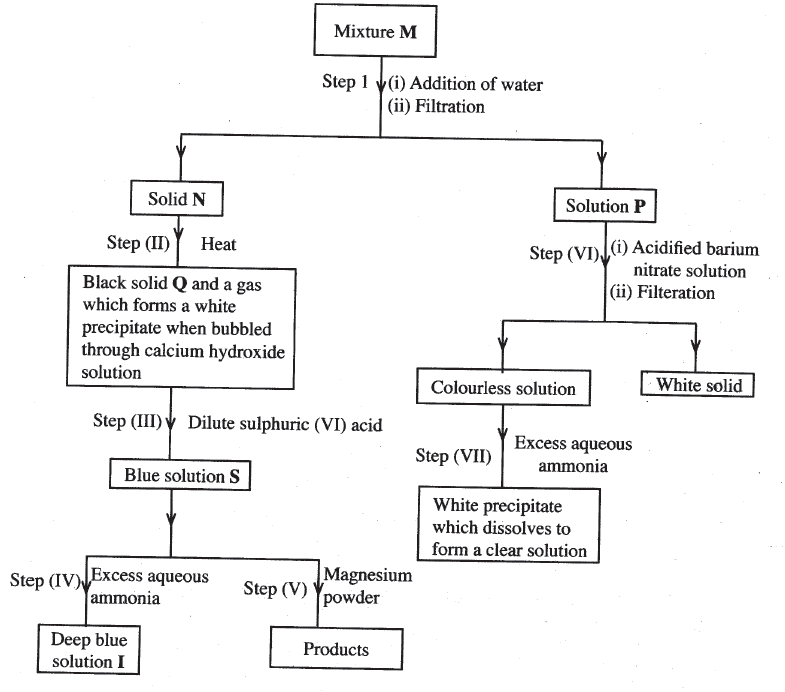 Mixture M
Step 1 (i) Addition of water
(ii) Filtration
Solid N
Step (II) Heat
Black solid Q and a gas
which forms a white
precipitate when bubbled
through calcium hydroxide
solution
Step (III) Dilute sulphuric (VI) acid
Blue solution S
Step (IV) Excess aqueous
ammonia
Deep blue
solution I
Step (V) Magnesium
powder
Products
Solution P
Step (VI) (i) Acidified barium
nitrate solution
(ii) Filteration
Colourless solution
White solid
Step (VII) Excess aqueous
ammonia
White precipitate
which dissolves to
form a clear solution